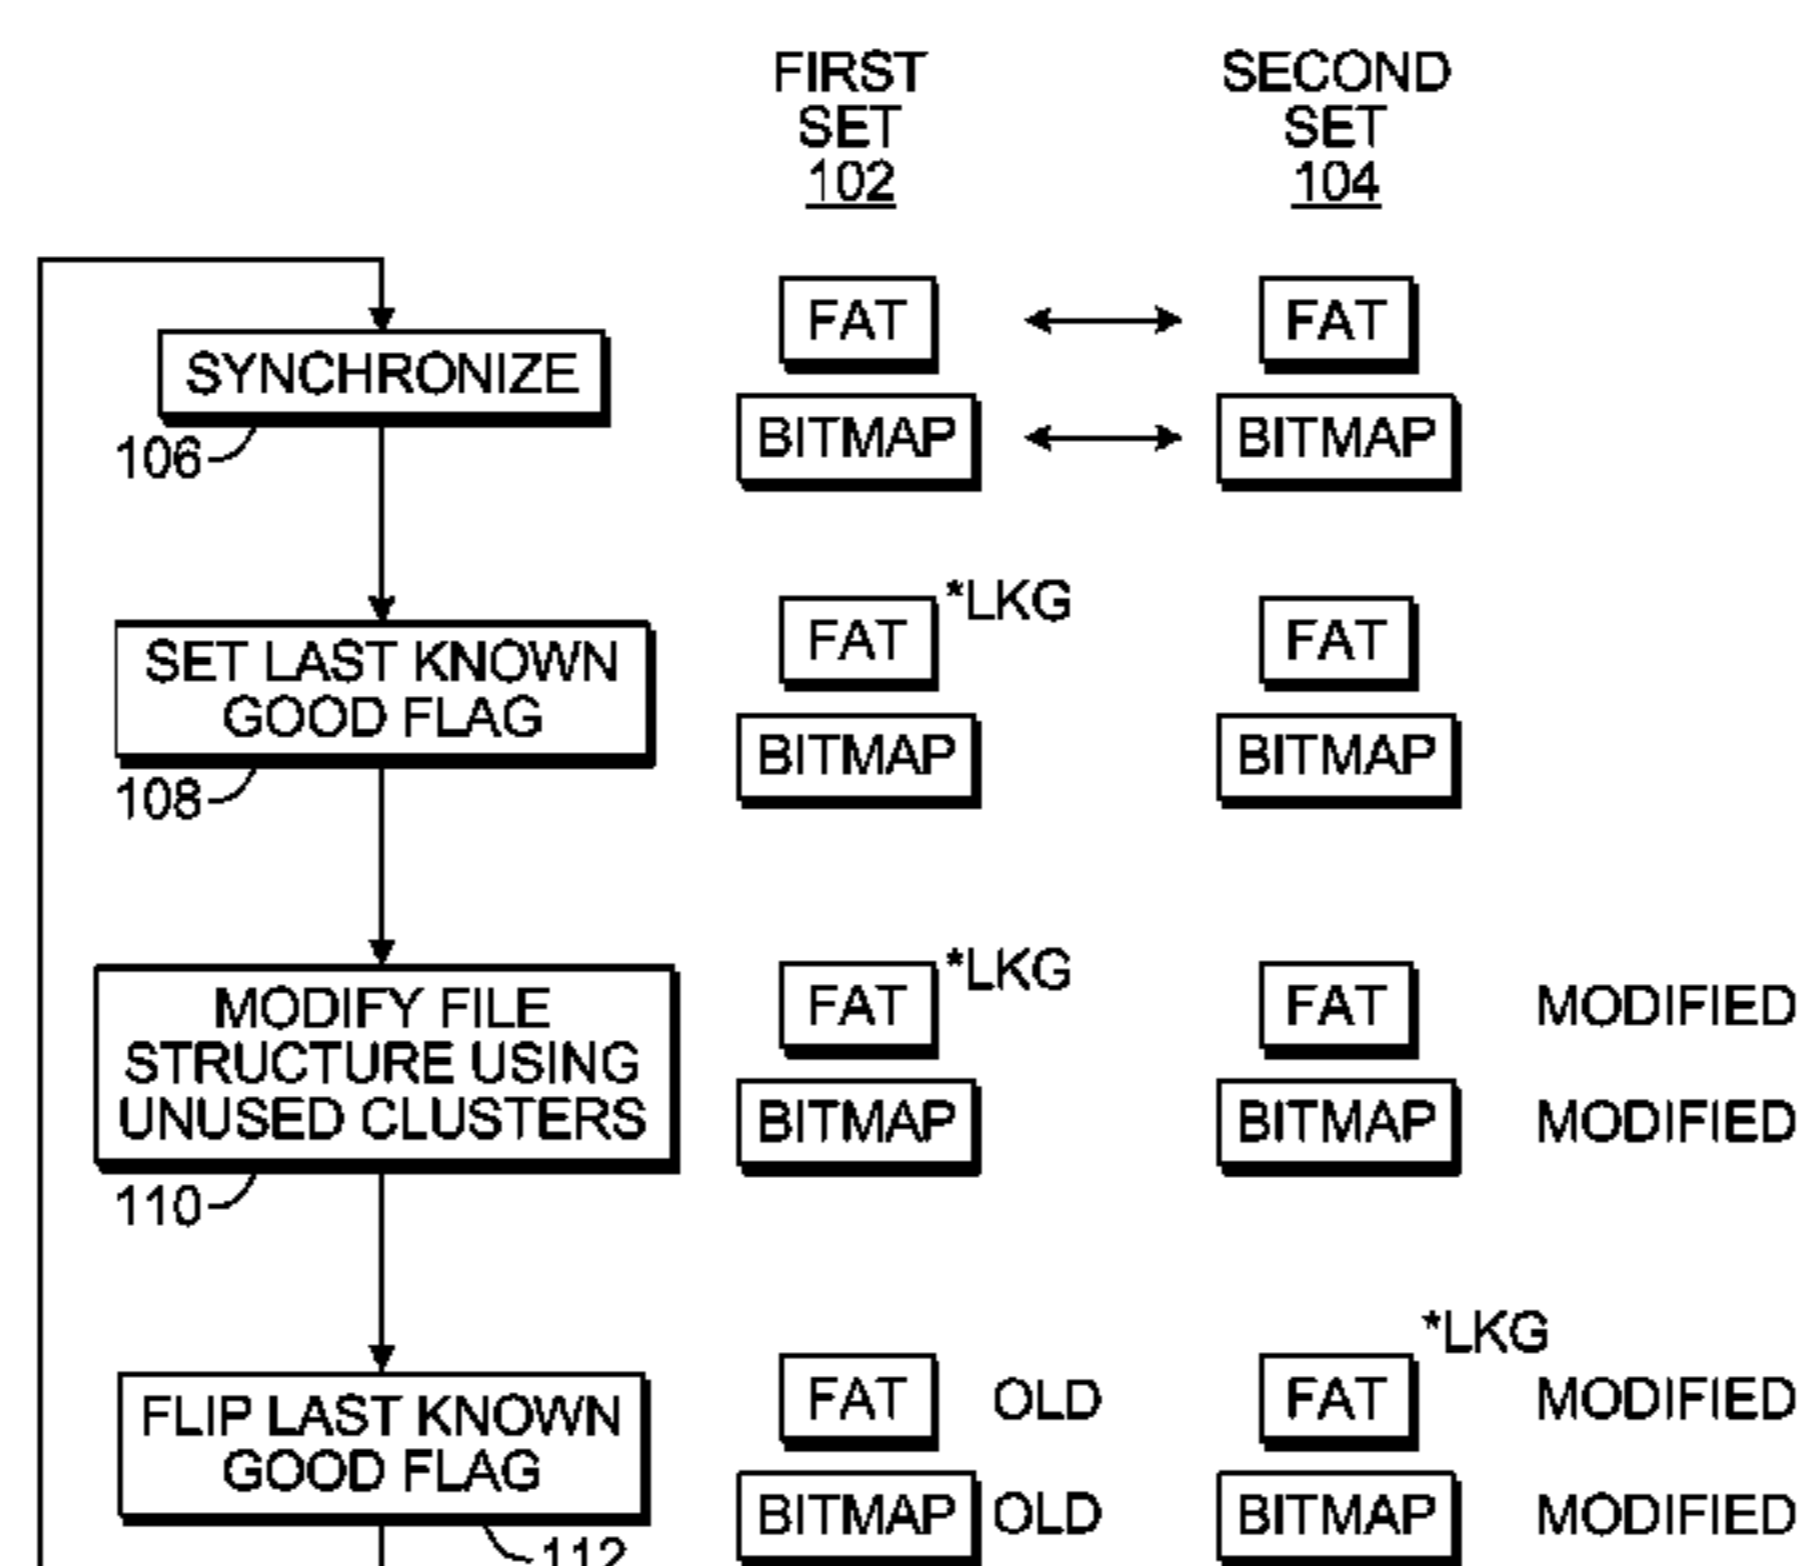 FIRST
SET
102
SECOND
SET
104
SYNCHRONIZE
106
FAT
FAT
BITMAP
BITMAP
SET LAST KNOWN
GOOD FLAG
108
FAT *LKG
FAT
BITMAP
BITMAP
MODIFY FILE
STRUCTURE USING
UNUSED CLUSTERS
110
FAT *LKG
FAT MODIFIED
BITMAP
BITMAP MODIFIED
FLIP LAST KNOWN
GOOD FLAG
112
FAT OLD
*LKG
FAT MODIFIED
BITMAP OLD
BITMAP MODIFIED